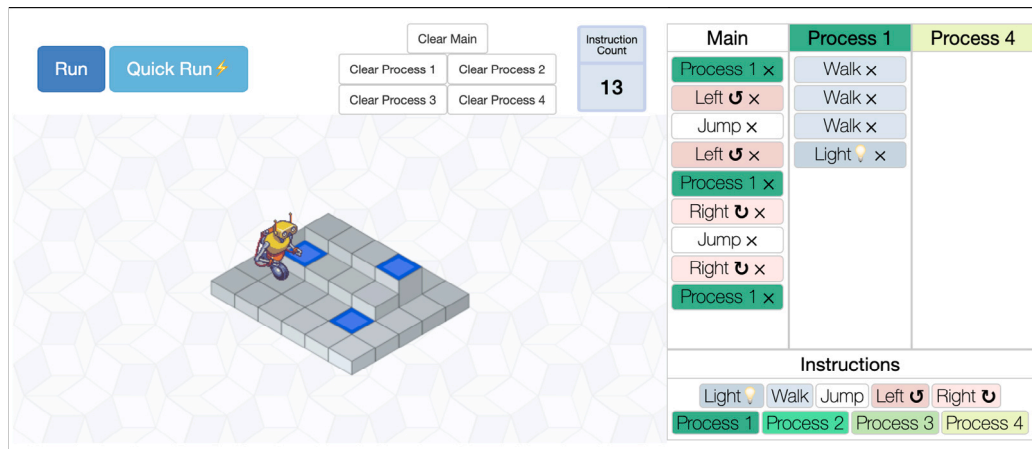 Run
Quick Run⚡
Clear Main
Clear Process 1
Clear Process 2
Clear Process 3
Clear Process 4
Instruction
Count
13
Main
Process 1 ×
Left ↺ ×
Jump ×
Left ↺ ×
Process 1 ×
Right ↻ ×
Jump ×
Right ↻ ×
Process 1 ×
Process 1
Walk ×
Walk ×
Walk ×
Light💡 ×
Process 4
Instructions
Light💡 Walk Jump Left ↺ Right ↻
Process 1 Process 2 Process 3 Process 4